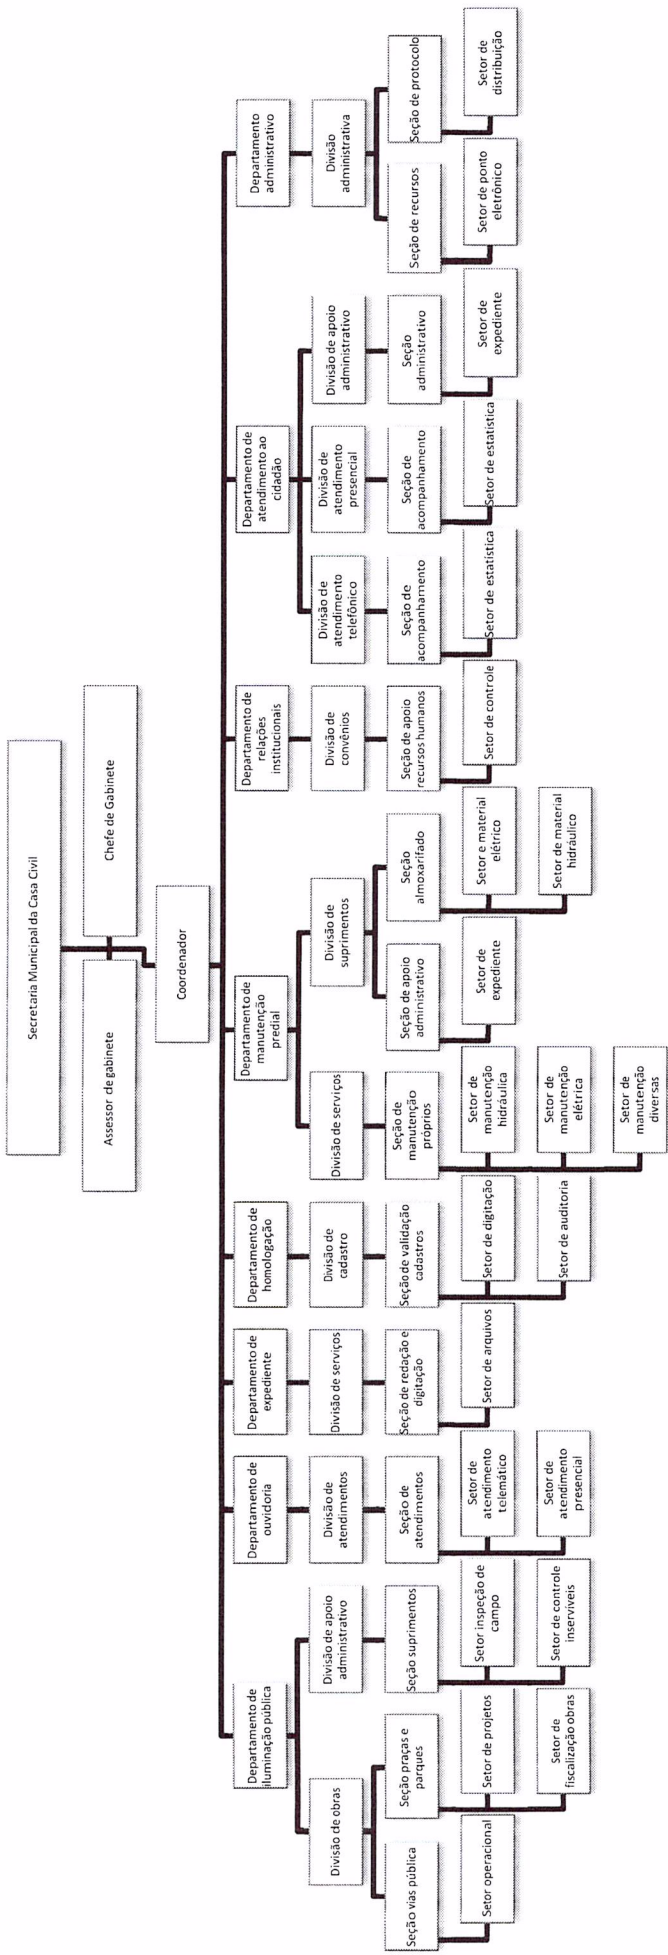 Secretaria Municipal da Casa Civil
Assessor de gabinete
Chefe de Gabinete
Coordenador
Departamento de
iluminação pública
Departamento de
ouvidoria
Departamento de
expediente
Departamento de
homologação
Departamento de
manutenção
predial
Departamento de
relações
institucionais
Departamento de
atendimento ao
cidadão
Departamento
administrativo
Divisão de obras
Divisão de apoio
administrativo
Divisão de
atendimentos
Divisão de serviços
Divisão de
cadastro
Divisão de serviços
Divisão de
suprimentos
Divisão de
convênios
Divisão de
atendimento
telefônico
Divisão de
atendimento
presencial
Divisão de apoio
administrativo
Divisão
administrativa
Seção vias pública
Seção praças e
parques
Seção suprimentos
Seção de
atendimentos
Seção de redação e
digitação
Seção de validação
cadastros
Seção de
manutenção
próprios
Seção de apoio
administrativo
Seção
almoxarifado
Seção de apoio
recursos humanos
Seção de
acompanhamento
Seção de
acompanhamento
Seção
administrativo
Seção de recursos
Seção de protocolo
Setor operacional
Setor de projetos
Setor inspeção de
campo
Setor de
atendimento
telemático
Setor de arquivos
Setor de digitação
Setor de
manutenção
hidráulica
Setor de
expediente
Setor e material
elétrico
Setor de controle
Setor de estatística
Setor de estatística
Setor de
expediente
Setor de ponto
eletrônico
Setor de
distribuição
Setor de
fiscalização obras
Setor de controle
inserviveis
Setor de
atendimento
presencial
Setor de auditoria
Setor de
manutenção
elétrica
Setor de material
hidráulico
Setor de
manutenção
diversas